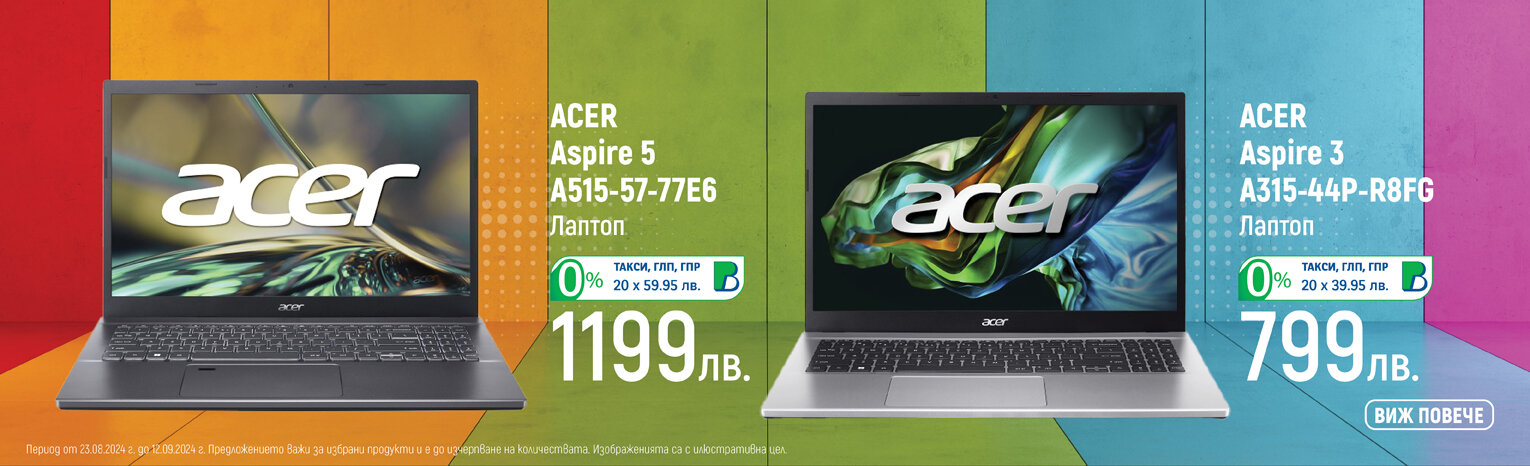 acer
acer
ACER
Aspire 5
A515-57-77E6
Лаптоп
0%
ТАКСИ, ГЛП, ГПР
20 x 59.95 лв.
B
1199лв.
acer
acer
ACER
Aspire 3
A315-44P-R8FG
Лаптоп
0%
ТАКСИ, ГЛП, ГПР
20 x 39.95 лв.
B
799лв.
ВИЖ ПОВЕЧЕ
Период от 23.08.2024 г. до 12.09.2024 г. Предложението важи за избрани продукти и е до изчерпване на количествата. Изображенията са с илюстративна цел.